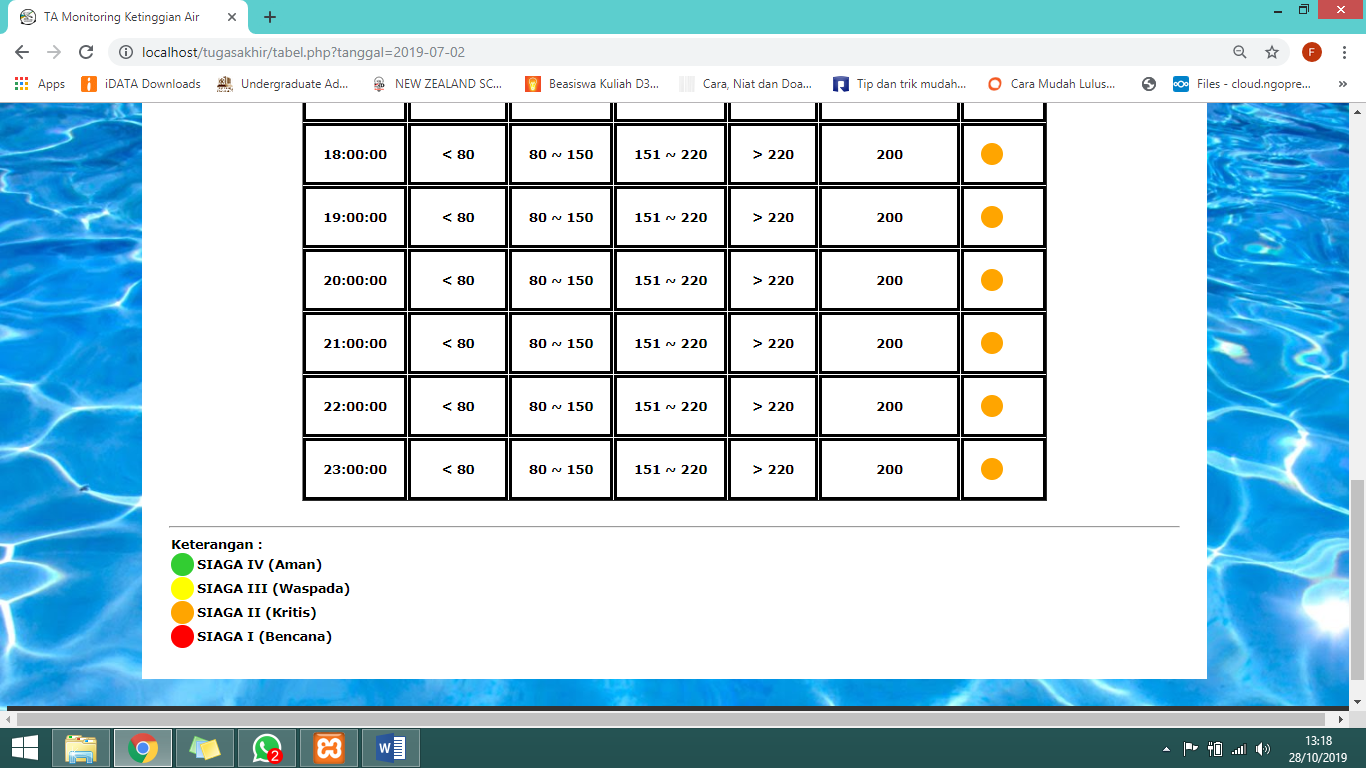 TA Monitoring Ketinggian Air
localhost/tugasakhir/tabel.php?tanggal=2019-07-02
F
Apps iDATA Downloads Undergraduate Ad... NEW ZEALAND SC... Beasiswa Kuliah D3... Cara, Niat dan Doa... Tip dan trik mudah... Cara Mudah Lulus... Files - cloud.ngopre... »
18:00:00 < 80 80 ~ 150 151 ~ 220 > 220 200
19:00:00 < 80 80 ~ 150 151 ~ 220 > 220 200
20:00:00 < 80 80 ~ 150 151 ~ 220 > 220 200
21:00:00 < 80 80 ~ 150 151 ~ 220 > 220 200
22:00:00 < 80 80 ~ 150 151 ~ 220 > 220 200
23:00:00 < 80 80 ~ 150 151 ~ 220 > 220 200
Keterangan :
SIAGA IV (Aman)
SIAGA III (Waspada)
SIAGA II (Kritis)
SIAGA I (Bencana)
2
13:18
28/10/2019